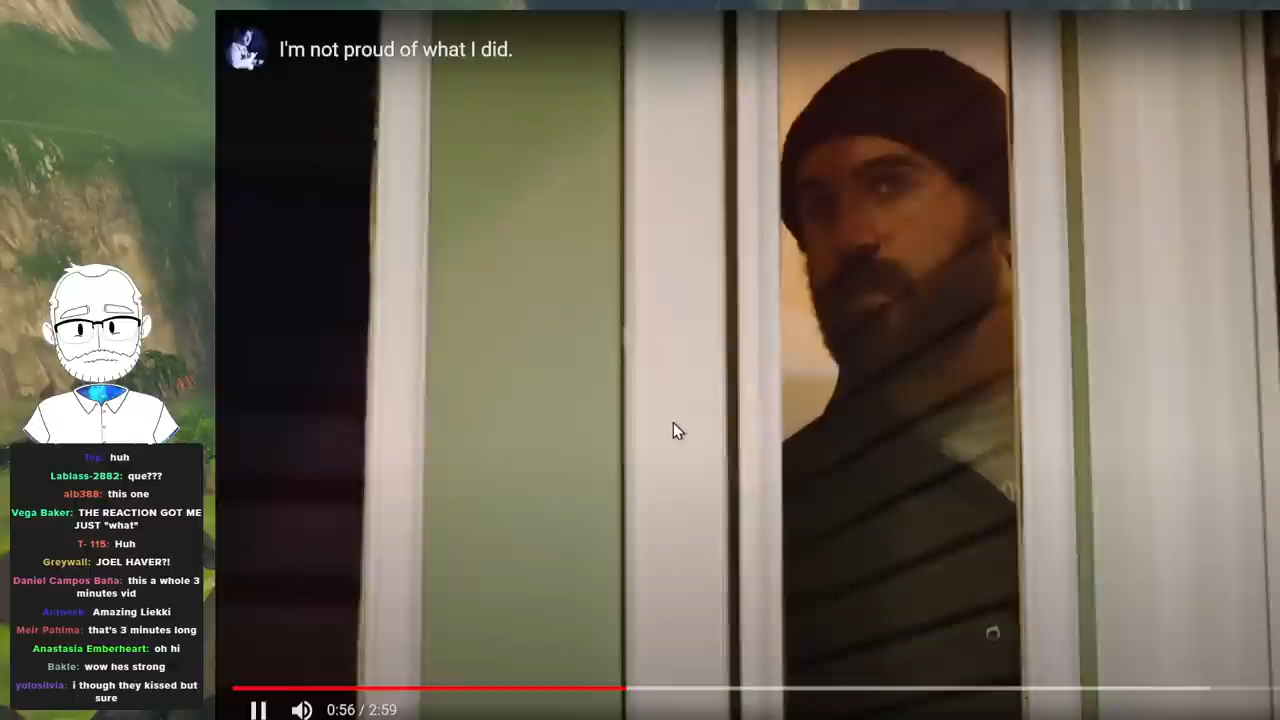 I'm not proud of what I did.
Top: huh
Lablass-2882: que???
alb388: this one
Vega Baker: THE REACTION GOT ME
JUST "what"
T- 115: Huh
Greywall: JOEL HAVER?!
Daniel Campos Baña: this a whole 3
minutes vid
Amazing Liekki
Meir Pahima: that's 3 minutes long
Anastasia Emberheart: oh hi
Bakle: wow hes strong
yolosilvia: i though they kissed but
sure
0:56 / 2:59